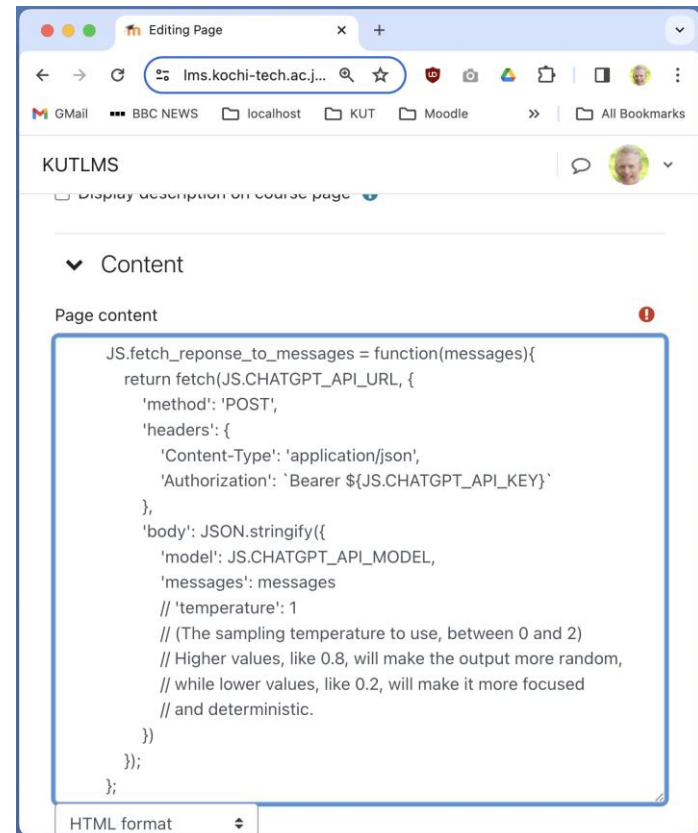 Editing Page
lms.kochi-tech.ac.j...
GMail BBC NEWS localhost KUT Moodle » All Bookmarks
KUTLMS
Display description on course page
Content
Page content
JS.fetch_reponse_to_messages = function(messages){
return fetch(JS.CHATGPT_API_URL, {
'method': 'POST',
'headers': {
'Content-Type': 'application/json',
'Authorization': `Bearer ${JS.CHATGPT_API_KEY}`
},
'body': JSON.stringify({
'model': JS.CHATGPT_API_MODEL,
'messages': messages
// 'temperature': 1
// (The sampling temperature to use, between 0 and 2)
// Higher values, like 0.8, will make the output more random,
// while lower values, like 0.2, will make it more focused
// and deterministic.
})
});
};
HTML format